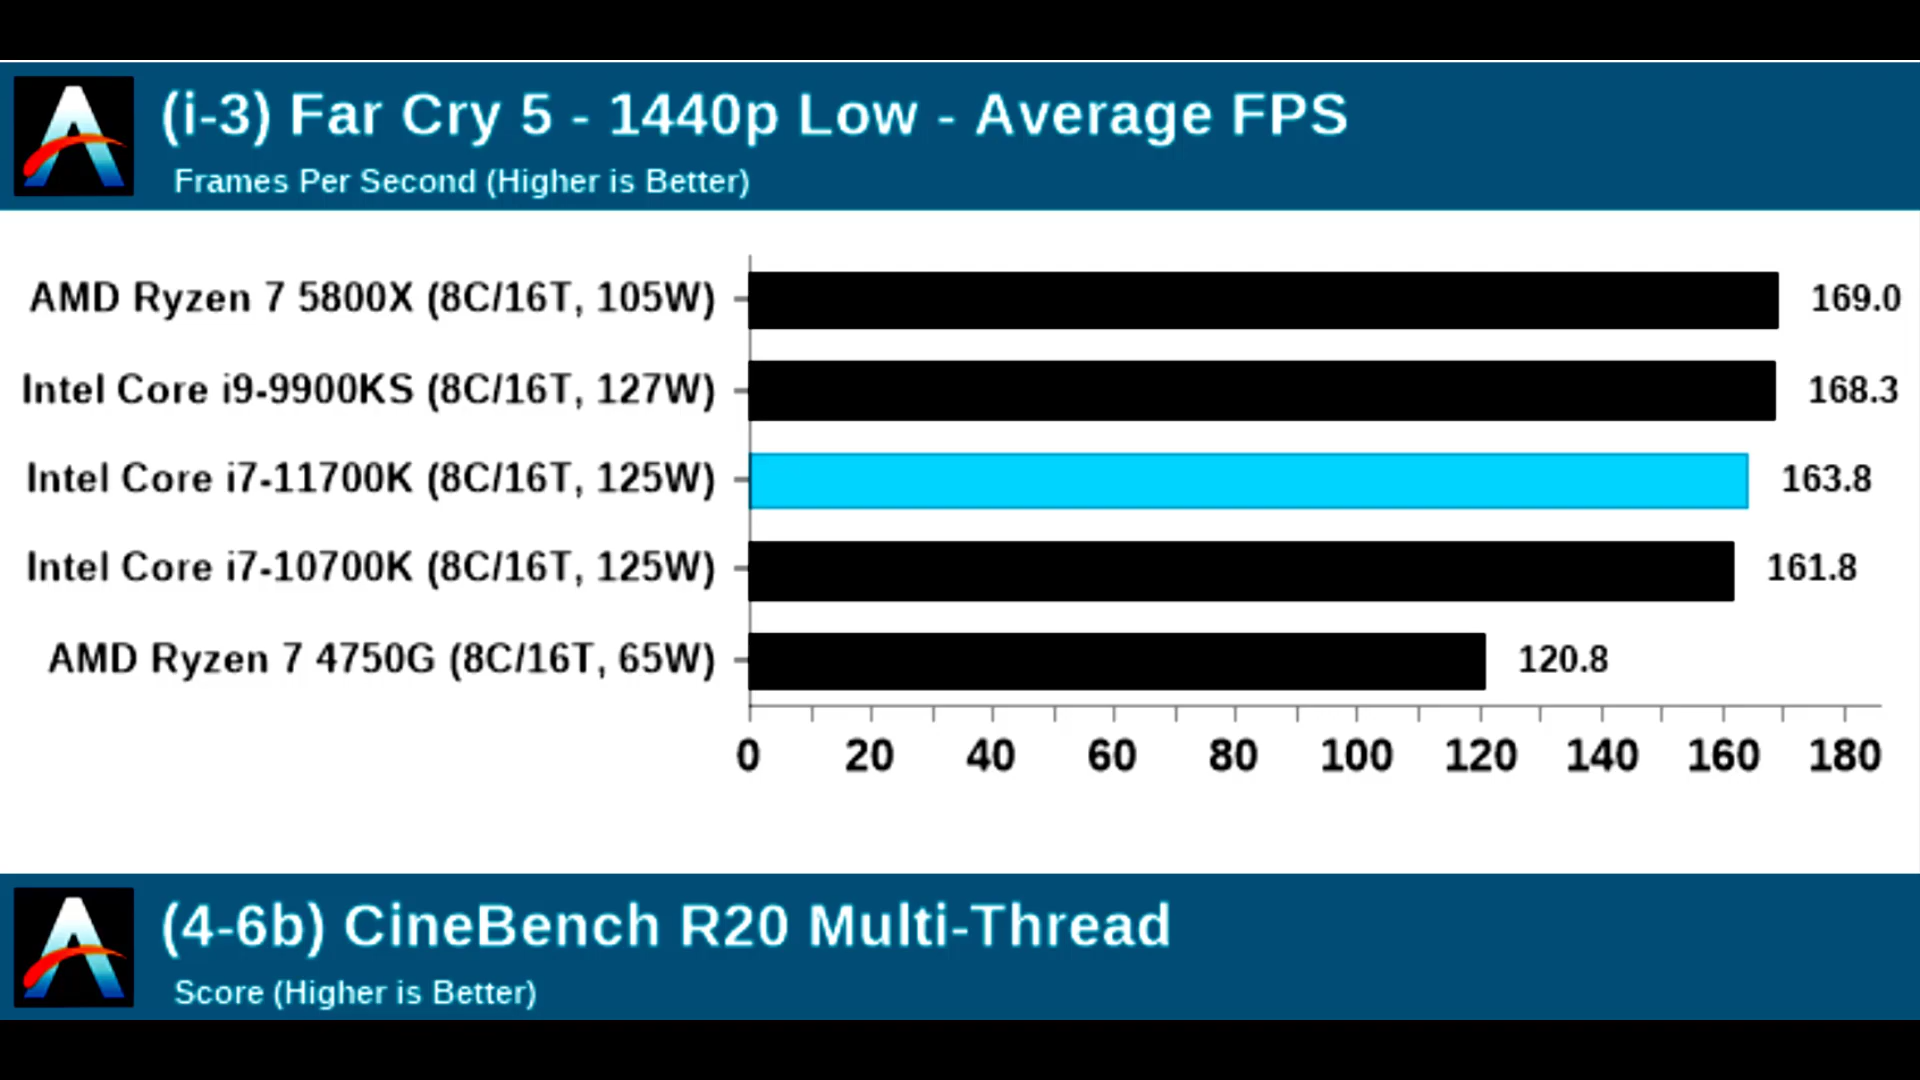 (i-3) Far Cry 5 - 1440p Low - Average FPS
Frames Per Second (Higher is Better)
AMD Ryzen 7 5800X (8C/16T, 105W) 169.0
Intel Core i9-9900KS (8C/16T, 127W) 168.3
Intel Core i7-11700K (8C/16T, 125W) 163.8
Intel Core i7-10700K (8C/16T, 125W) 161.8
AMD Ryzen 7 4750G (8C/16T, 65W) 120.8
0 20 40 60 80 100 120 140 160 180
(4-6b) CineBench R20 Multi-Thread
Score (Higher is Better)